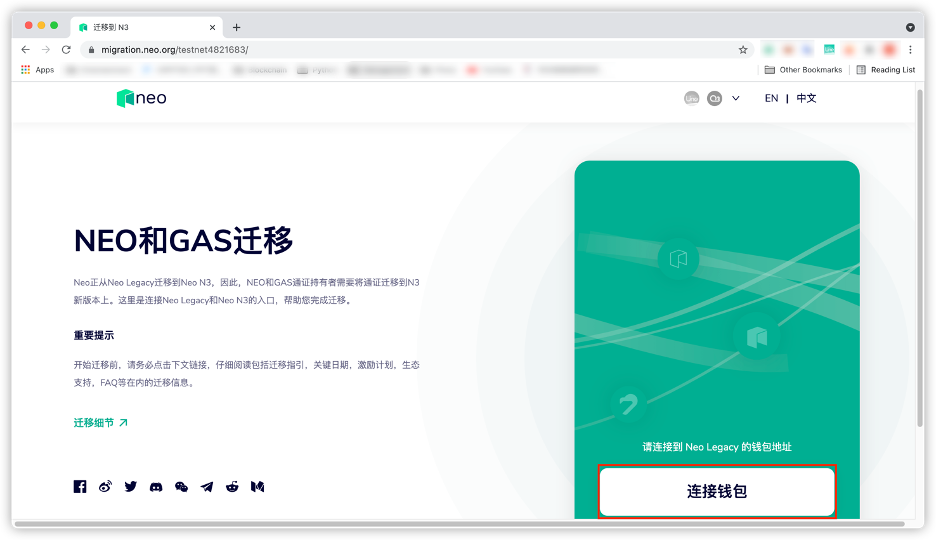 迁移到 N3
migration.neo.org/testnet4821683/
Apps
Other Bookmarks
Reading List
neo
EN | 中文
NEO和GAS迁移
Neo正从Neo Legacy迁移到Neo N3，因此，NEO和GAS通证持有者需要将通证迁移到N3
新版本上。这里是连接Neo Legacy和Neo N3的入口，帮助您完成迁移。
重要提示
开始迁移前，请务必点击下文链接，仔细阅读包括迁移指引，关键日期，激励计划，生态
支持，FAQ等在内的迁移信息。
迁移细节
请连接到 Neo Legacy 的钱包地址
连接钱包